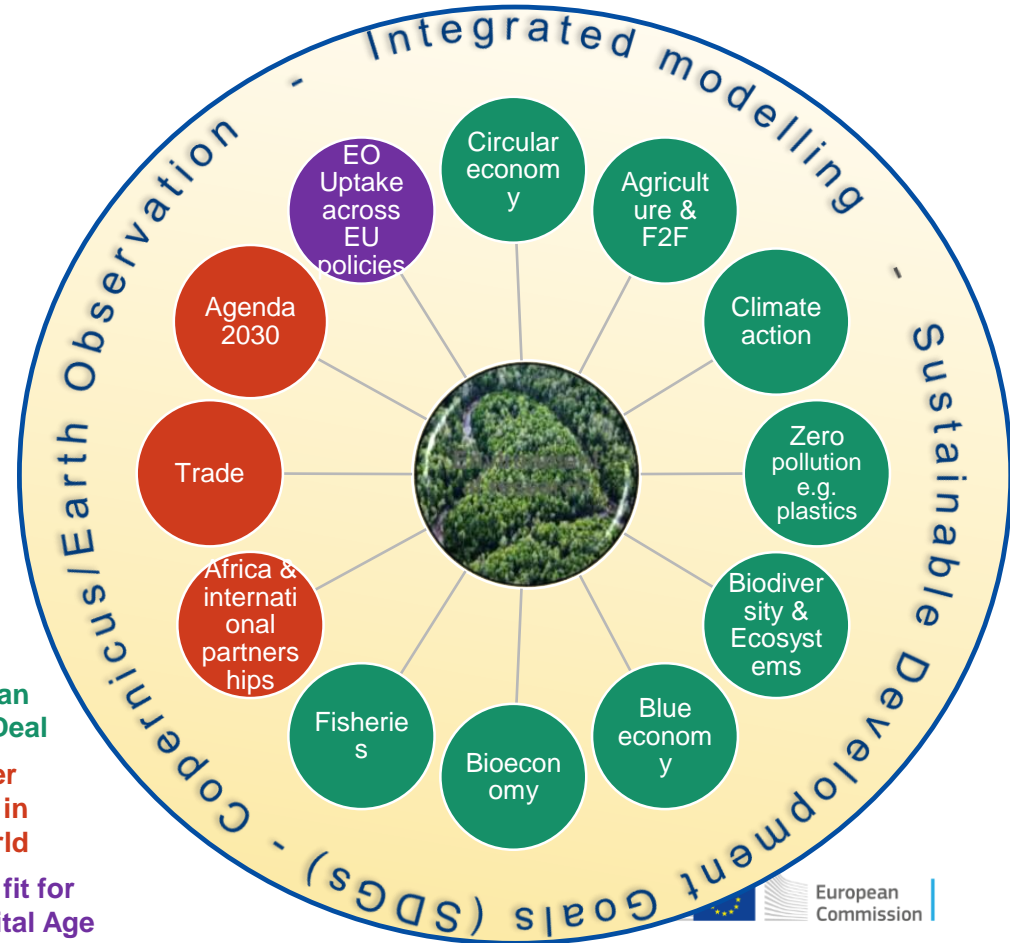 Copernicus/Earth Observation - Integrated modelling - Sustainable Development Goals (SDGs) -
Circular
econom
y
Agricult
ure &
F2F
Climate
action
Zero
pollution
e.g.
plastics
Biodiver
sity &
Ecosyst
ems
Blue
econom
y
Bioecon
omy
Fisherie
s
Africa &
internati
onal
partners
hips
Trade
Agenda
2030
EO
Uptake
across
EU
policies
an
Deal
er
in
rld
fit for
ital Age
European
Commission